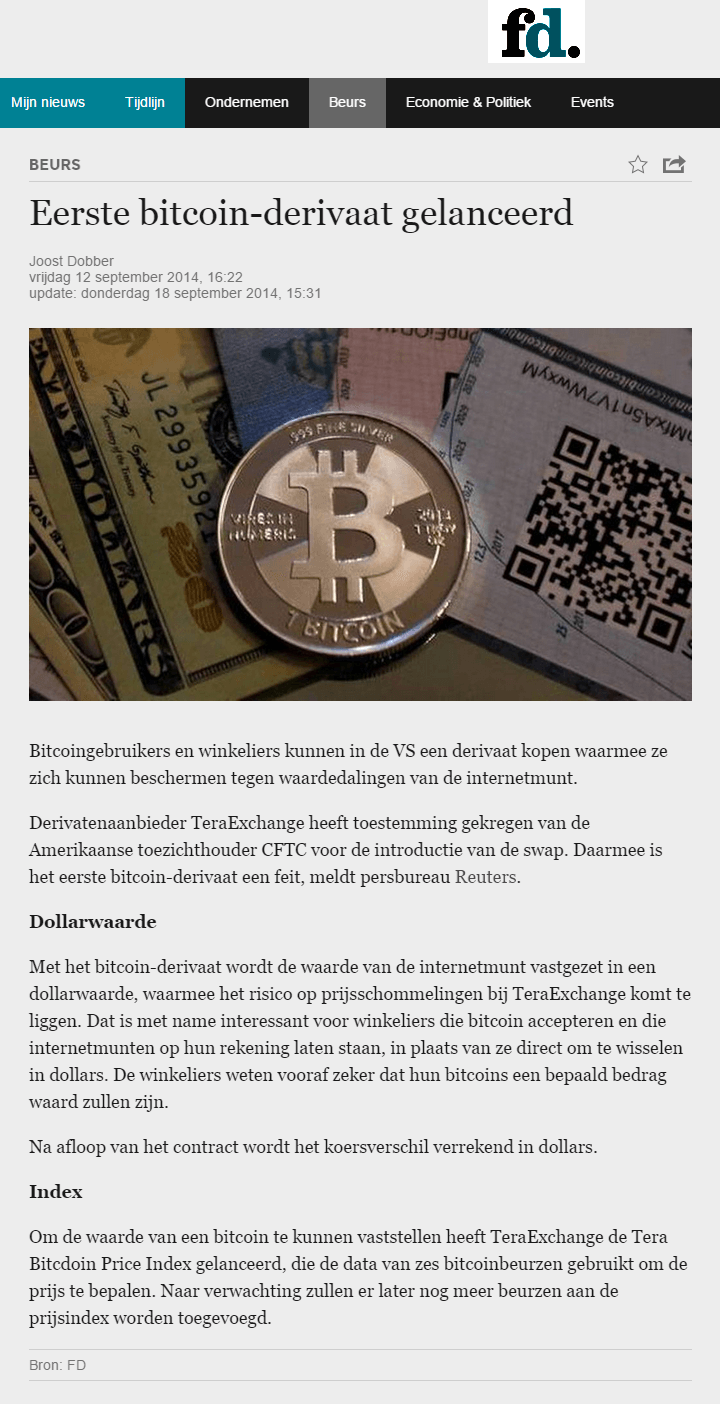 fd.
Mijn nieuws Tijdlijn Ondernemen Beurs Economie & Politiek Events
BEURS
Eerste bitcoin-derivaat gelanceerd
Joost Dobber
vrijdag 12 september 2014, 16:22
update: donderdag 18 september 2014, 15:31
JL 29935921
DOLLARS
20
.999 FINE SILVER
VIRES IN
NUMERIS
2013
1 BITCOIN
Bitcoingebruikers en winkeliers kunnen in de VS een derivaat kopen waarmee ze
zich kunnen beschermen tegen waardedalingen van de internetmunt.
Derivatenaanbieder TeraExchange heeft toestemming gekregen van de
Amerikaanse toezichthouder CFTC voor de introductie van de swap. Daarmee is
het eerste bitcoin-derivaat een feit, meldt persbureau Reuters.
Dollarwaarde
Met het bitcoin-derivaat wordt de waarde van de internetmunt vastgezet in een
dollarwaarde, waarmee het risico op prijsschommelingen bij TeraExchange komt te
liggen. Dat is met name interessant voor winkeliers die bitcoin accepteren en die
internetmunten op hun rekening laten staan, in plaats van ze direct om te wisselen
in dollars. De winkeliers weten vooraf zeker dat hun bitcoins een bepaald bedrag
waard zullen zijn.
Na afloop van het contract wordt het koersverschil verrekend in dollars.
Index
Om de waarde van een bitcoin te kunnen vaststellen heeft TeraExchange de Tera
Bitcdoin Price Index gelanceerd, die de data van zes bitcoinbeurzen gebruikt om de
prijs te bepalen. Naar verwachting zullen er later nog meer beurzen aan de
prijsindex worden toegevoegd.
Bron: FD